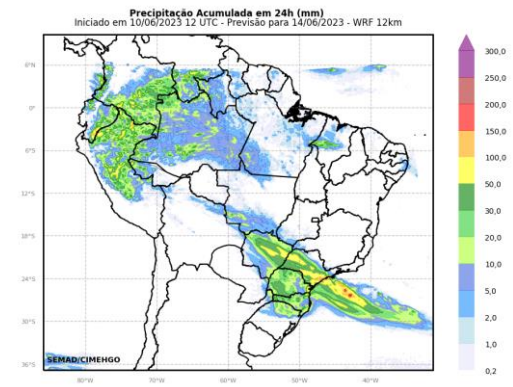 Precipitação Acumulada em 24h (mm)
Iniciado em 10/06/2023 12 UTC - Previsão para 14/06/2023 - WRF 12km
6°N
0°
6°S
12°S
18°S
24°S
30°S
36°S
80°W
70°W
60°W
50°W
40°W
SEMAD/CIMEHGO
300,0
250,0
200,0
150,0
100,0
50,0
30,0
20,0
10,0
5,0
2,0
1,0
0,2